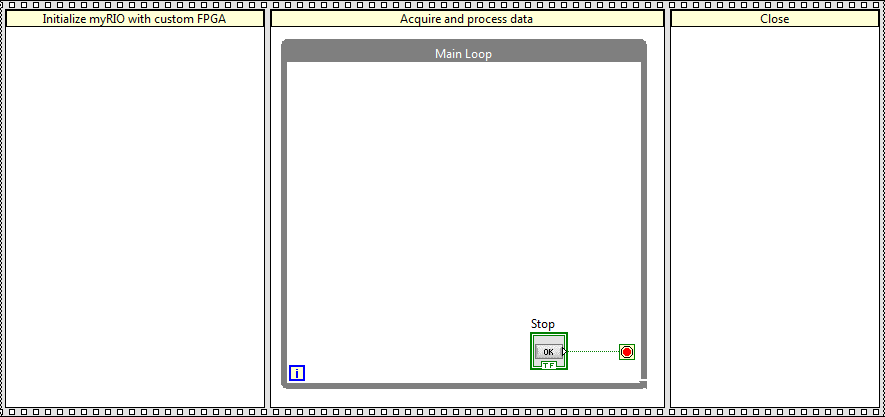 Initialize myRIO with custom FPGA
Acquire and process data
Close
Main Loop
Stop
OK
TF
i